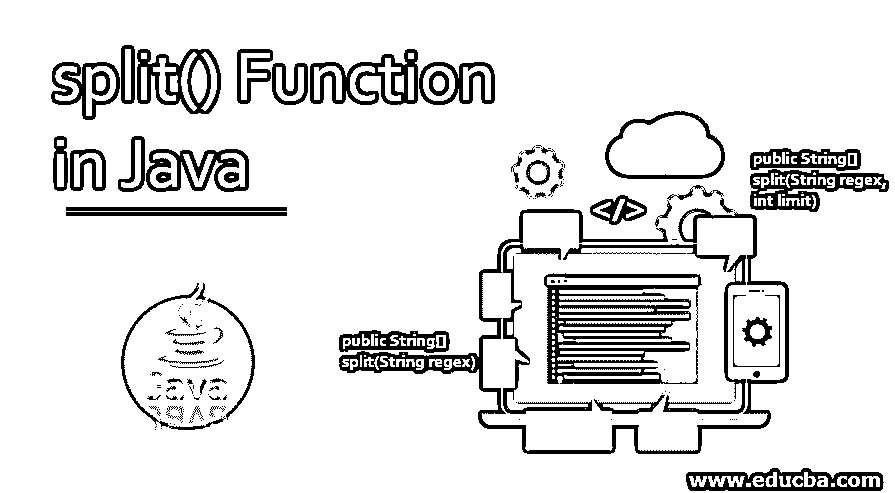 split() Function
in Java
public String[]
split(String regex,
int limit)
</>
public String[]
split(String regex)
Java
www.educba.com